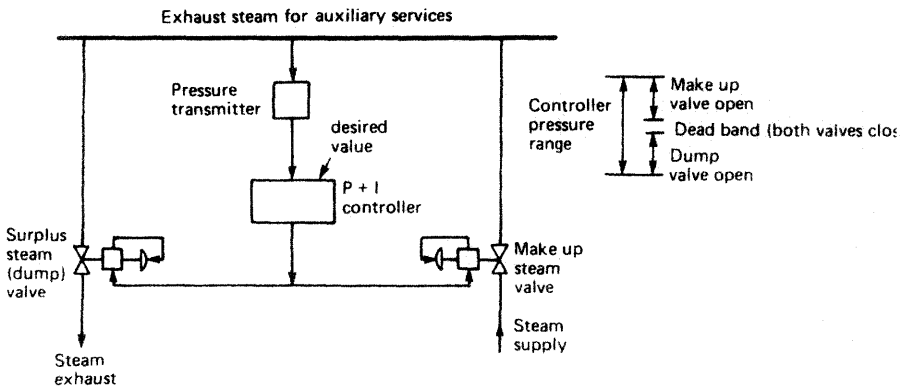 Exhaust steam for auxiliary services
Pressure
transmitter
desired
value
P + I
controller
Surplus
steam
(dump)
valve
Make up
steam
valve
Steam
exhaust
Steam
supply
Controller
pressure
range
Make up
valve open
Dead band (both valves clos
Dump
valve open